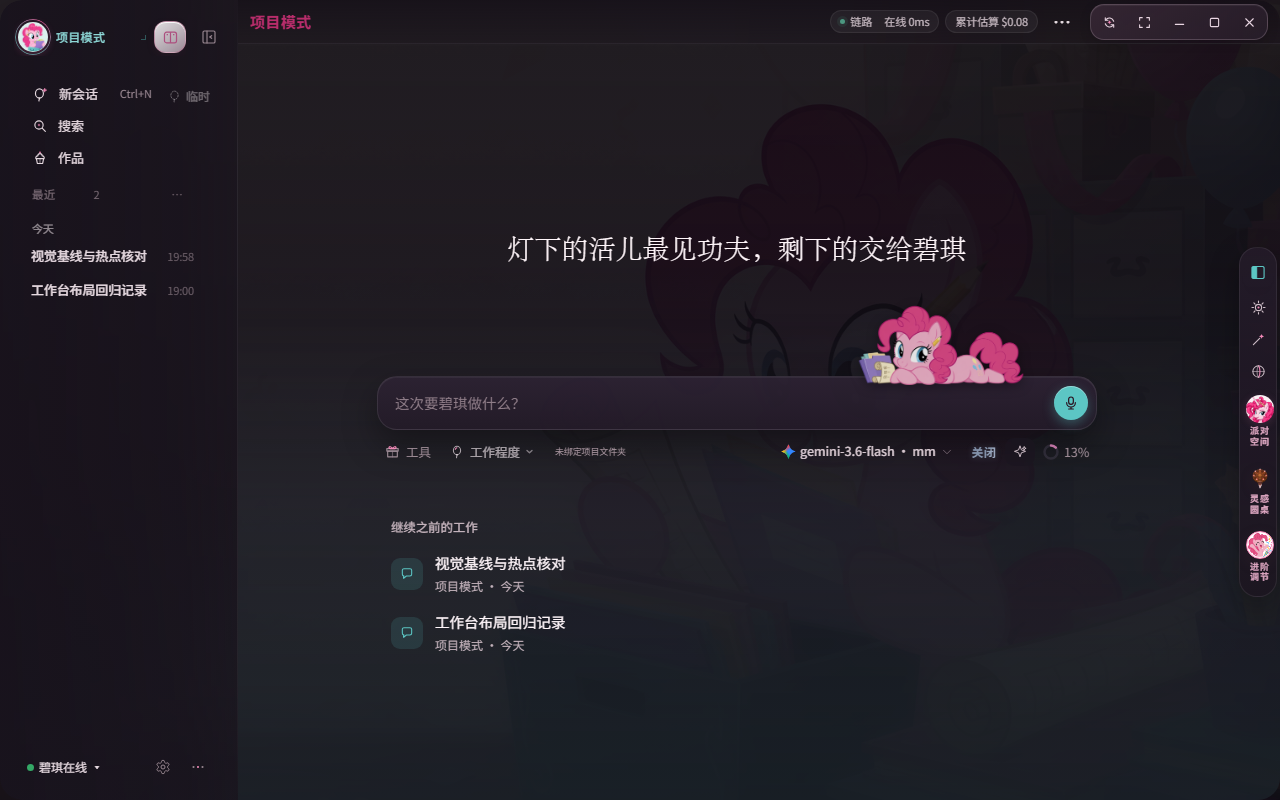 项目模式
新会话 Ctrl+N 临时
搜索
作品
最近 2
今天
视觉基线与热点核对 19:58
工作台布局回归记录 19:00
碧琪在线
项目模式
链路 在线 0ms
累计估算 $0.08
灯下的活儿最见功夫，剩下的交给碧琪
这次要碧琪做什么？
工具 工作程度 未绑定项目文件夹
gemini-3.6-flash • mm 关闭 13%
继续之前的工作
视觉基线与热点核对
项目模式 • 今天
工作台布局回归记录
项目模式 • 今天
派对
空间
灵感
圆桌
进阶
调节